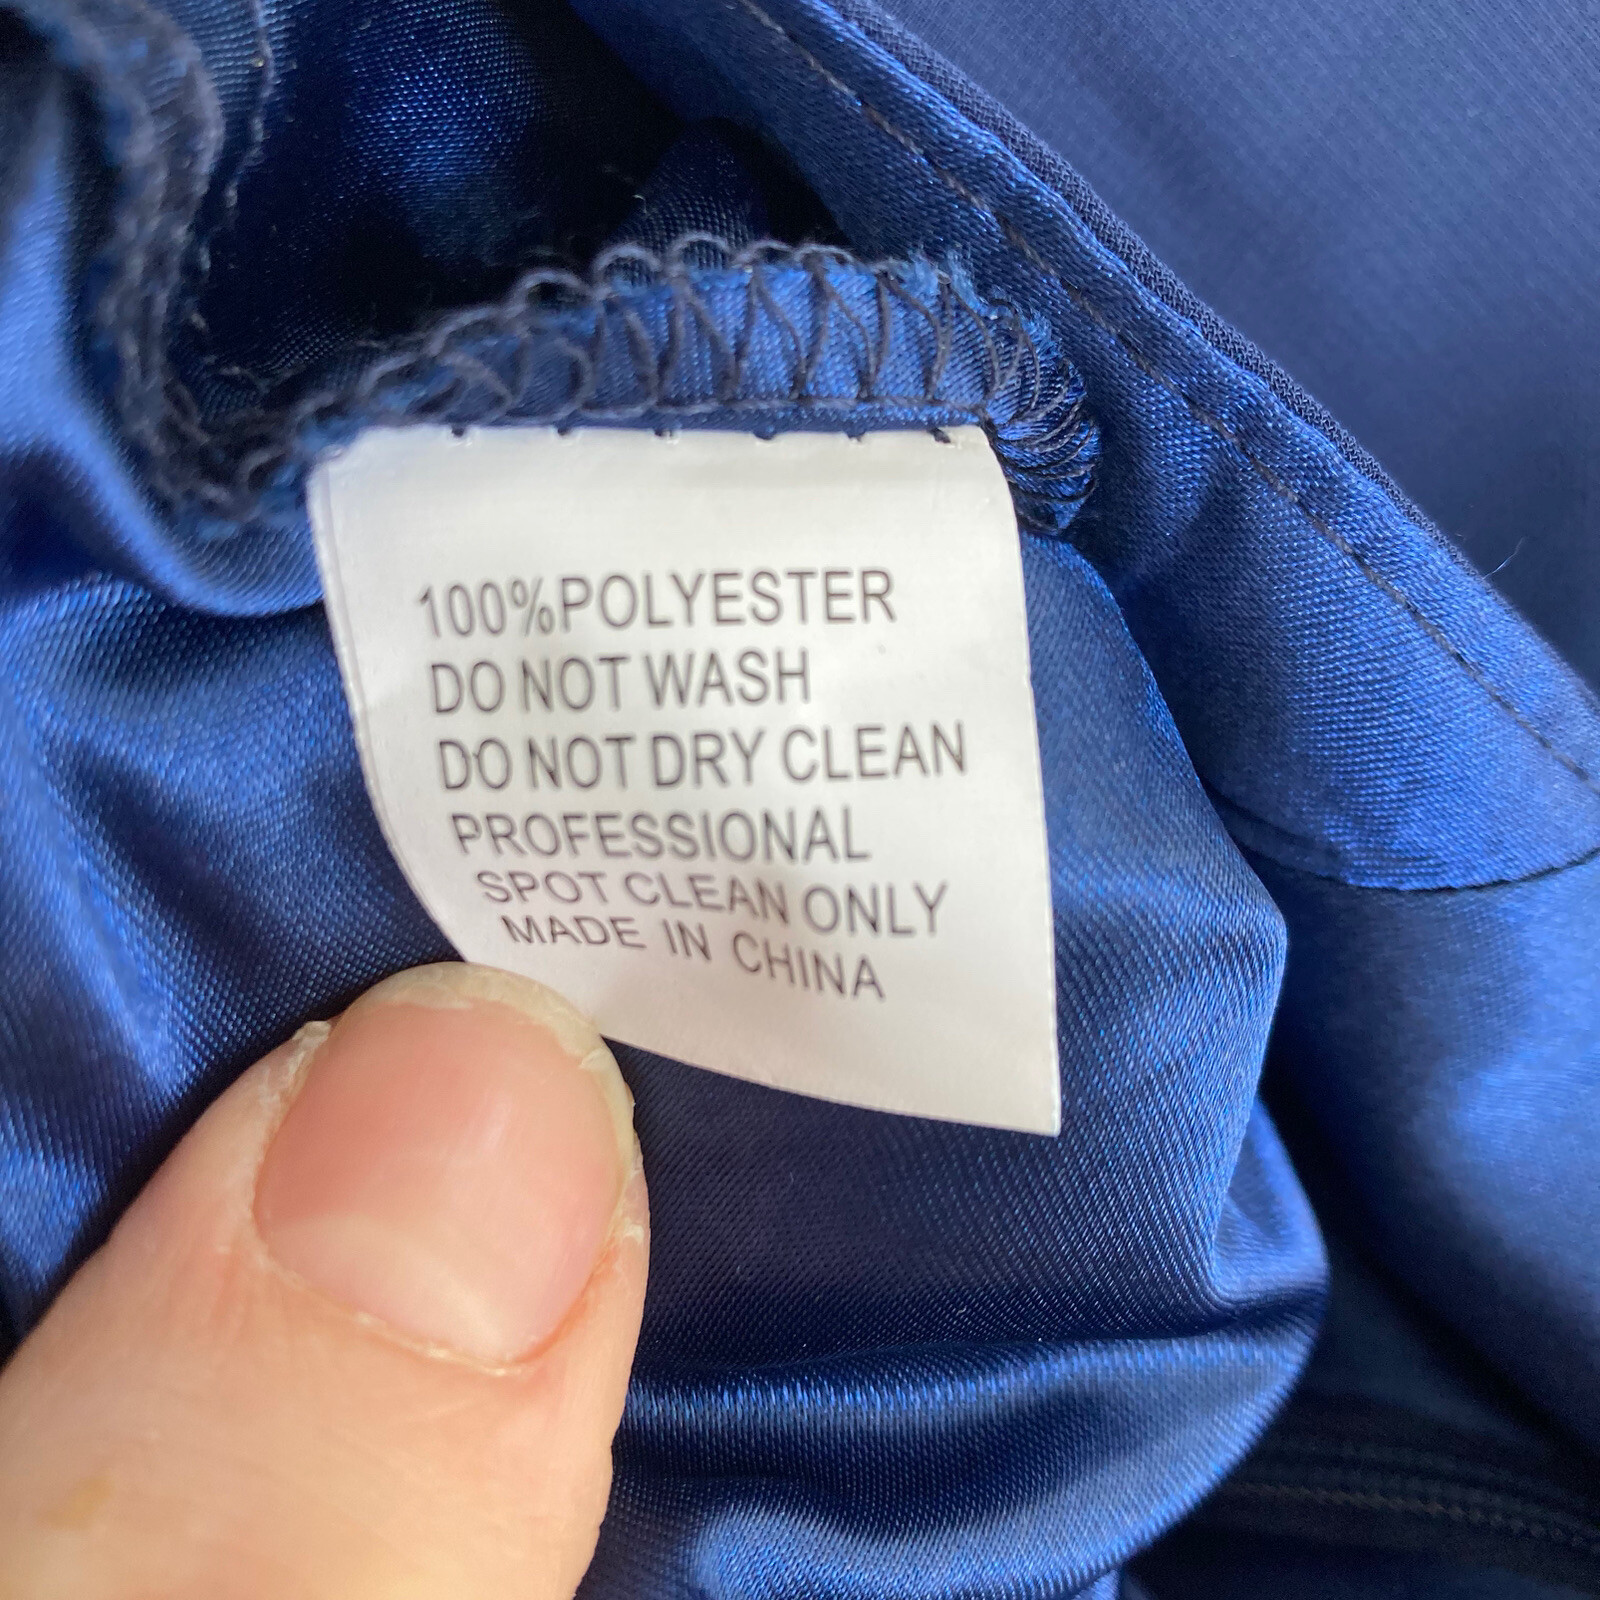 100%POLYESTER
DO NOT WASH
DO NOT DRY CLEAN
PROFESSIONAL
SPOT CLEAN ONLY
MADE IN CHINA